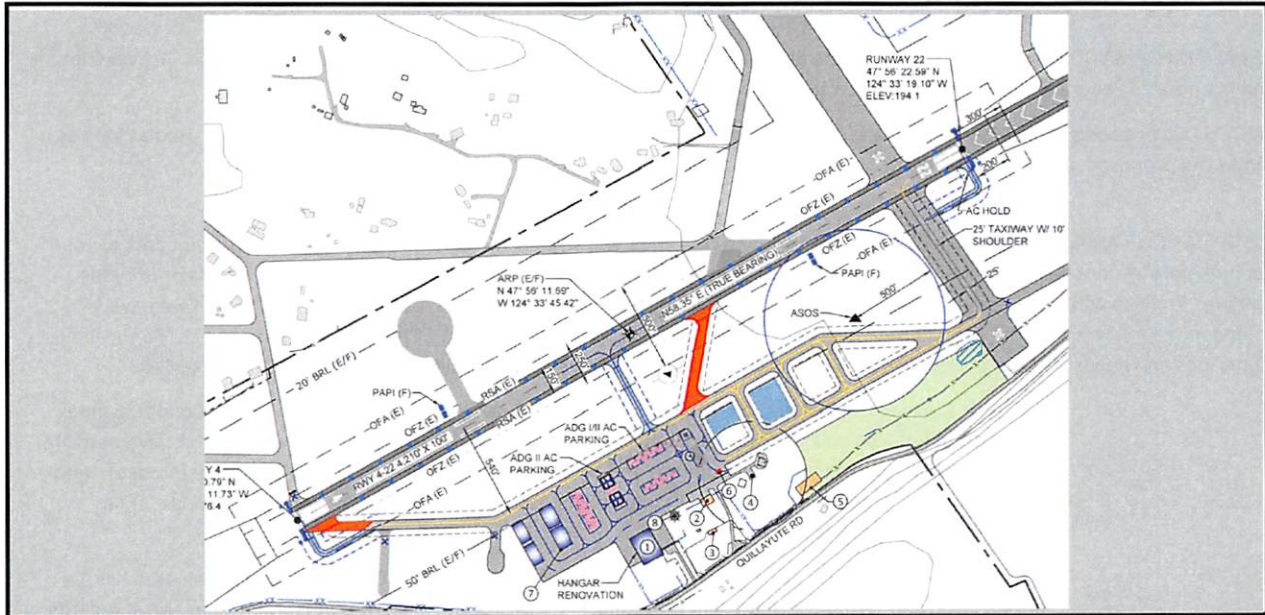 RUNWAY 22
47° 56' 22.59" N
124° 33' 19.10" W
ELEV:194.1
300'
200'
OFA (E)
OFZ (E)
22
AC HOLD
25' TAXIWAY W/ 10'
SHOULDER
OFZ (E)
OFA (E)
PAPI (F)
25'
500'
ASOS
N58.35° E (TRUE BEARING)
ARP (E/F)
N 47° 56' 11.69"
W 124° 33' 45.42"
500'
250'
150'
20' BRL (E/F)
PAPI (F)
RSA (E)
RSA (E)
OFA (E)
OFZ (E)
RWY 4-22 4,210' X 100'
OFZ (E)
OFA (E)
ADG I/II AC
PARKING
ADG II AC
PARKING
540'
4
50' BRL (E/F)
HANGAR
RENOVATION
QUILLAYUTE RD
1
2
3
4
5
6
7
8